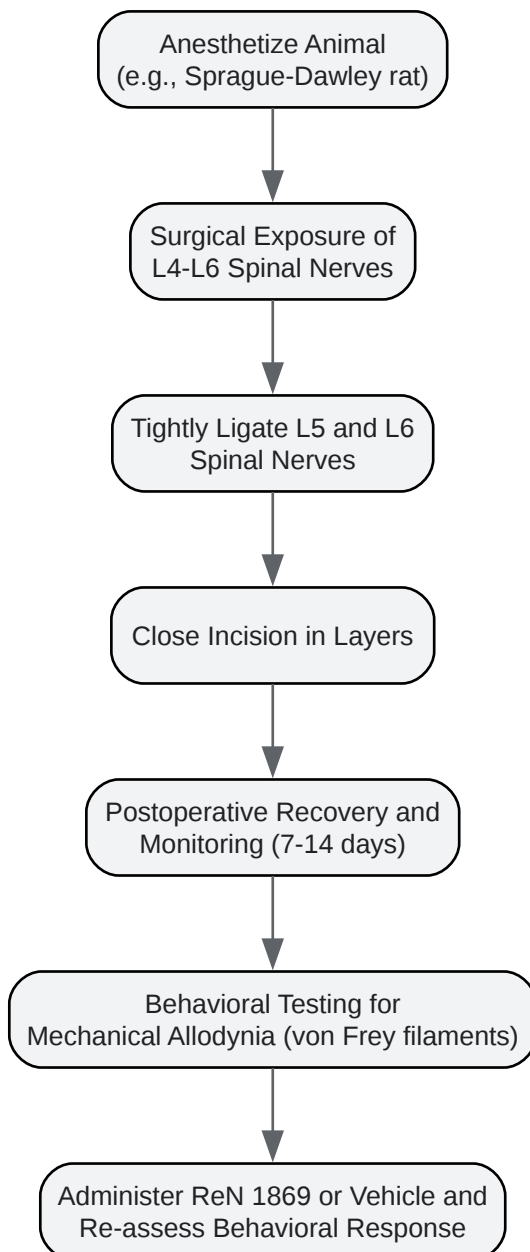 Anesthetize Animal
(e.g., Sprague-Dawley rat)
Surgical Exposure of
L4-L6 Spinal Nerves
Tightly Ligate L5 and L6
Spinal Nerves
Close Incision in Layers
Postoperative Recovery and
Monitoring (7-14 days)
Behavioral Testing for
Mechanical Allodynia (von Frey filaments)
Administer ReN 1869 or Vehicle and
Re-assess Behavioral Response